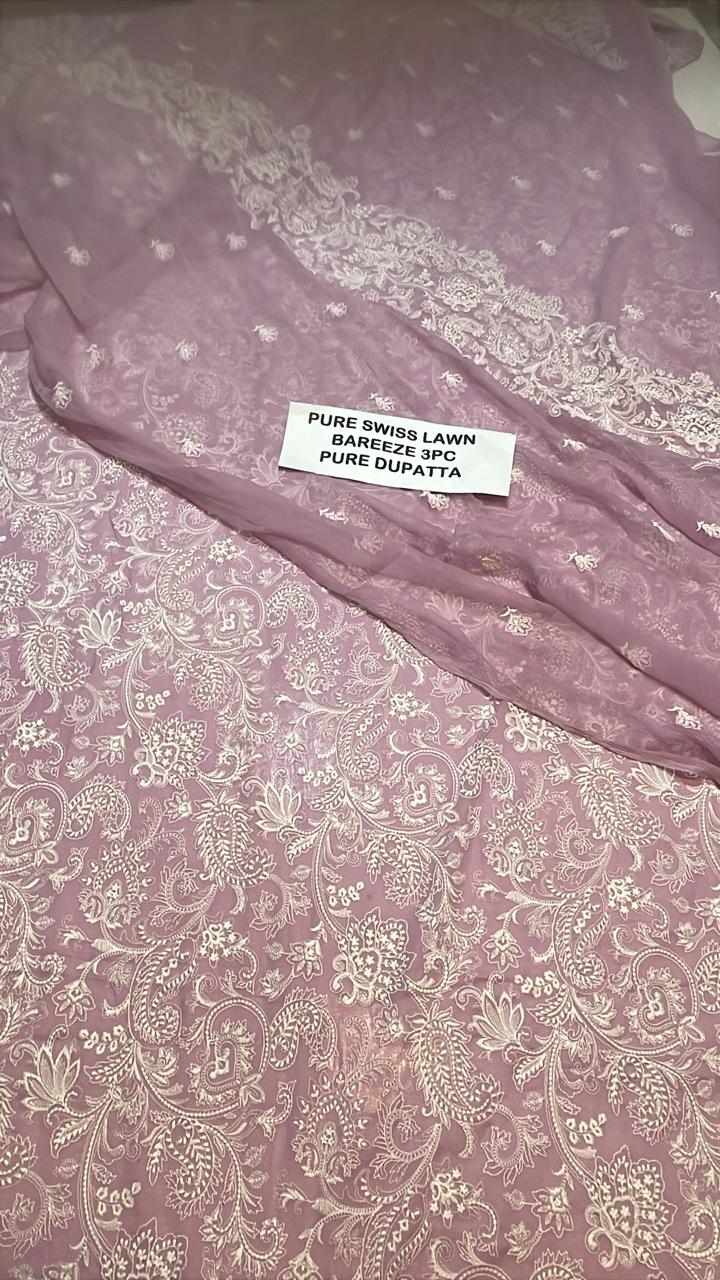 PURE SWISS LAWN
BAREEZE 3PC
PURE DUPATTA